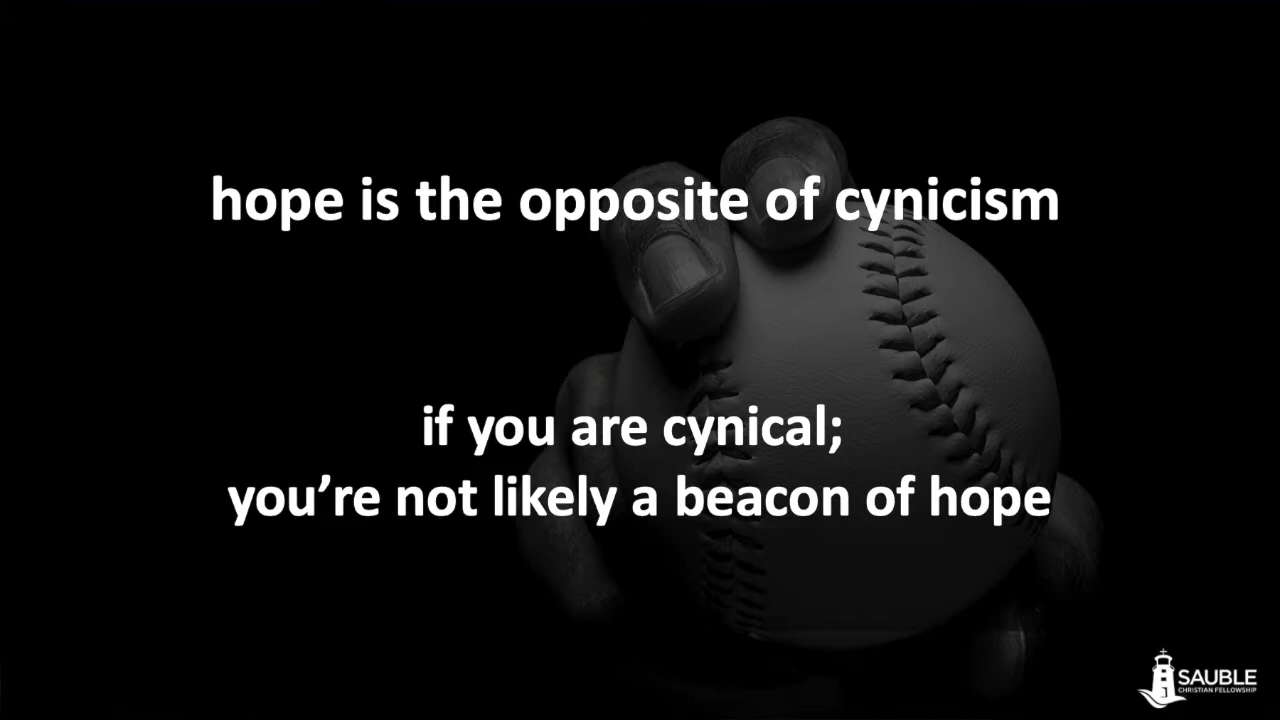 hope is the opposite of cynicism
if you are cynical;
you’re not likely a beacon of hope
SAUBLE
CHRISTIAN FELLOWSHIP